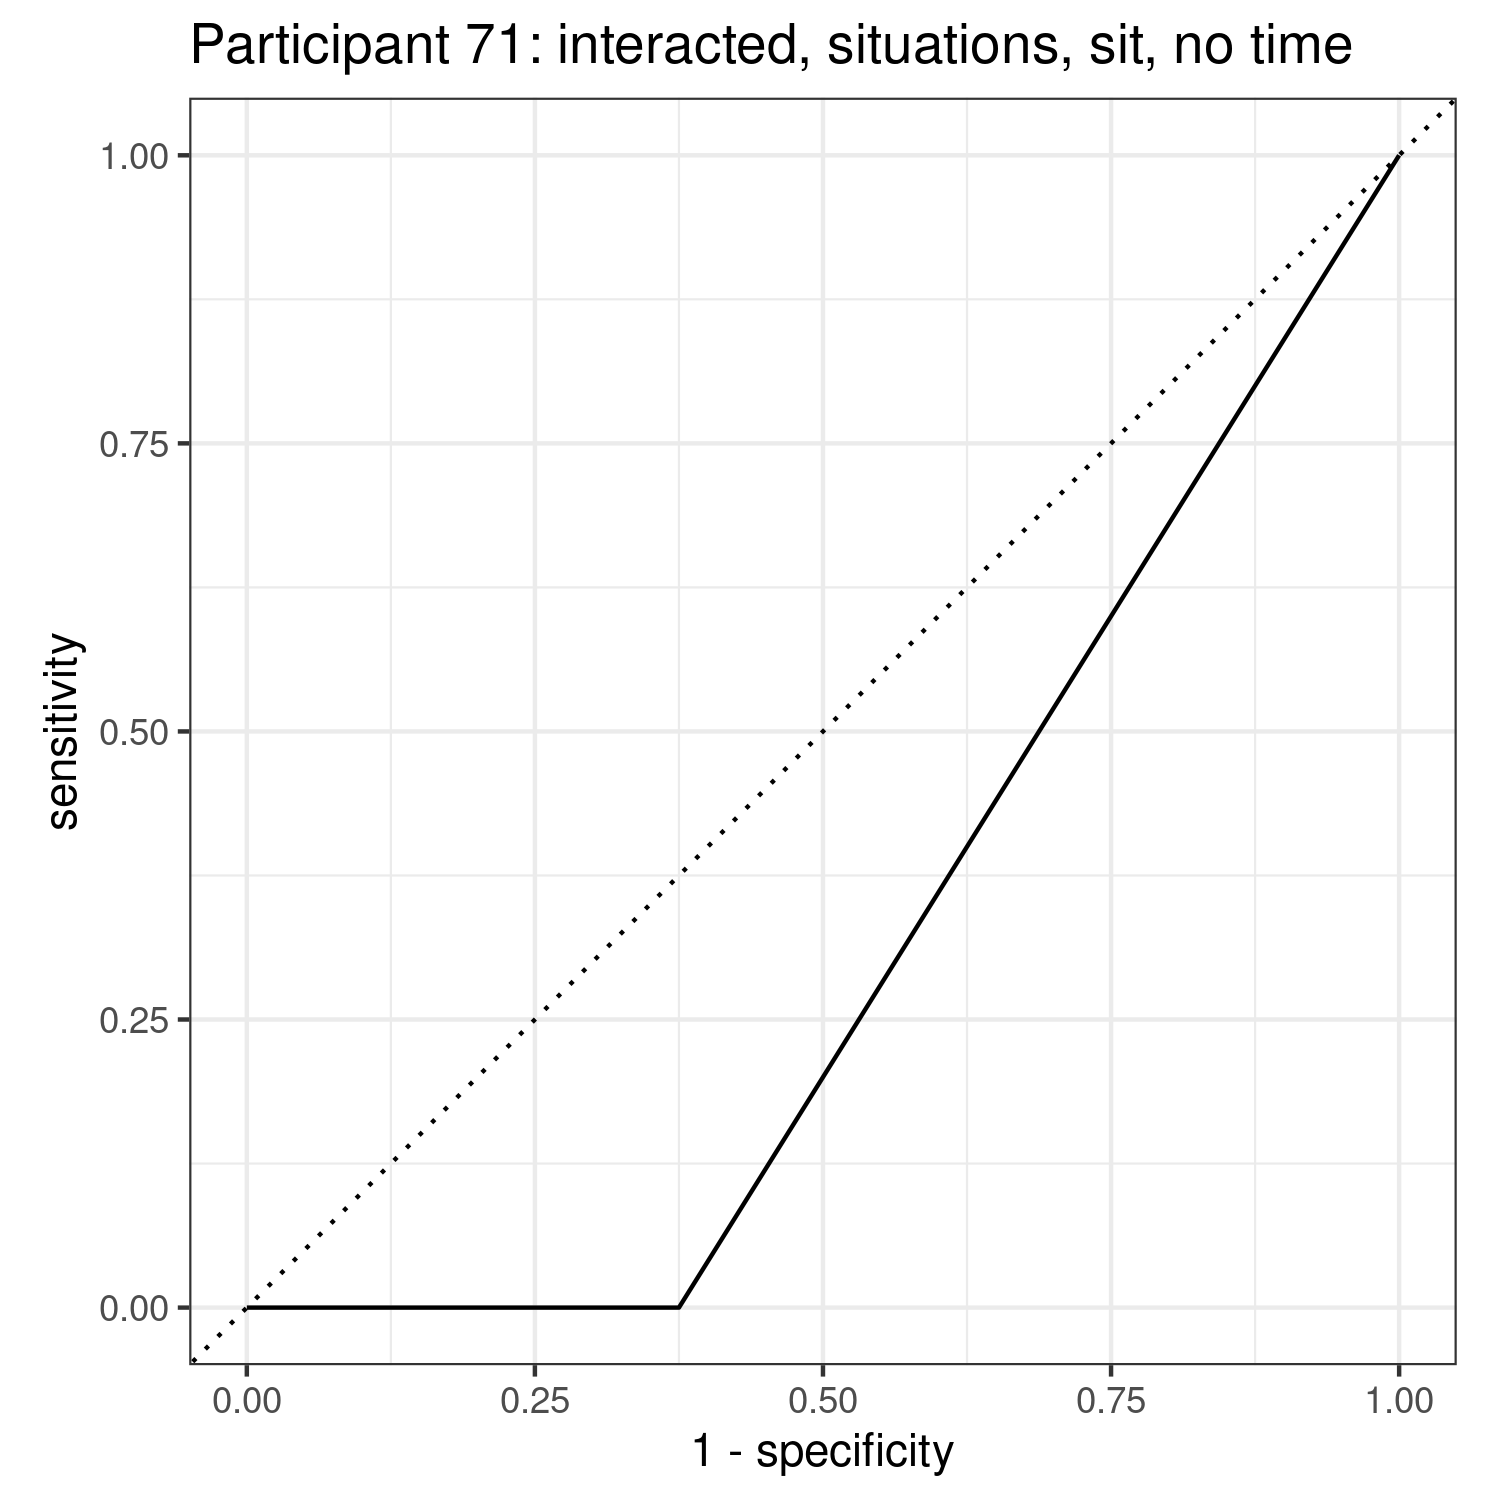 Participant 71: interacted, situations, sit, no time
1.00
0.75
0.50
0.25
0.00
sensitivity
0.00 0.25 0.50 0.75 1.00
1 - specificity